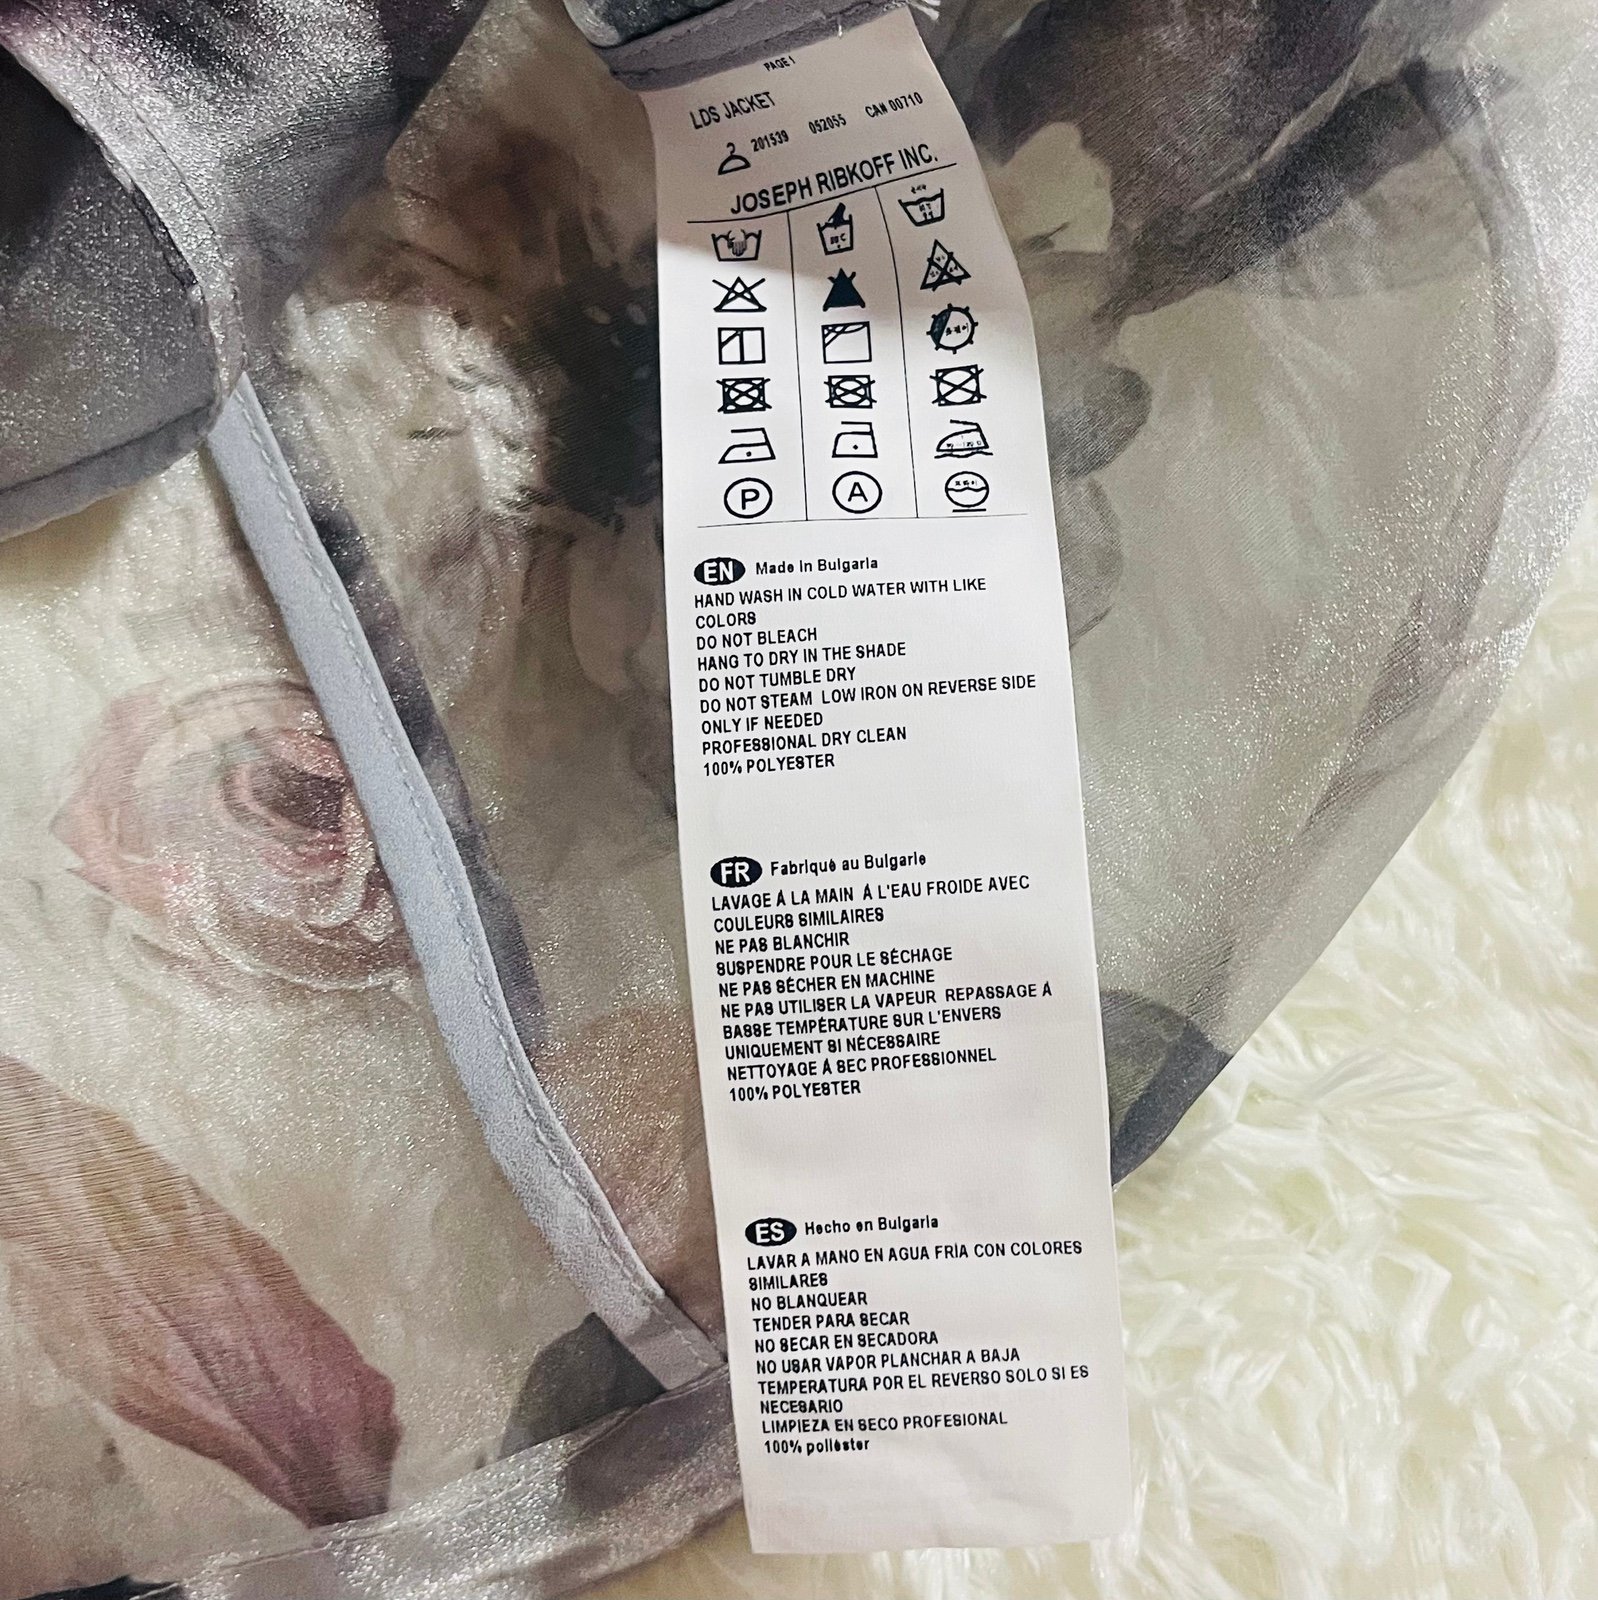 PAGE 1
LDS JACKET
201539 052055 CA# 00710
JOSEPH RIBKOFF INC.
P A
EN Made in Bulgaria
HAND WASH IN COLD WATER WITH LIKE
COLORS
DO NOT BLEACH
HANG TO DRY IN THE SHADE
DO NOT TUMBLE DRY
DO NOT STEAM LOW IRON ON REVERSE SIDE
ONLY IF NEEDED
PROFESSIONAL DRY CLEAN
100% POLYESTER
FR Fabriqué au Bulgarie
LAVAGE Á LA MAIN Á L'EAU FROIDE AVEC
COULEURS SIMILAIRES
NE PAS BLANCHIR
SUSPENDRE POUR LE SÉCHAGE
NE PAS SÉCHER EN MACHINE
NE PAS UTILISER LA VAPEUR REPASSAGE Á
BASSE TEMPÉRATURE SUR L'ENVERS
UNIQUEMENT SI NÉCESSAIRE
NETTOYAGE Á SEC PROFESSIONNEL
100% POLYESTER
ES Hecho en Bulgaria
LAVAR A MANO EN AGUA FRÍA CON COLORES
SIMILARES
NO BLANQUEAR
TENDER PARA SECAR
NO SECAR EN SECADORA
NO USAR VAPOR PLANCHAR A BAJA
TEMPERATURA POR EL REVERSO SOLO SI ES
NECESARIO
LIMPIEZA EN SECO PROFESIONAL
100% poliéster